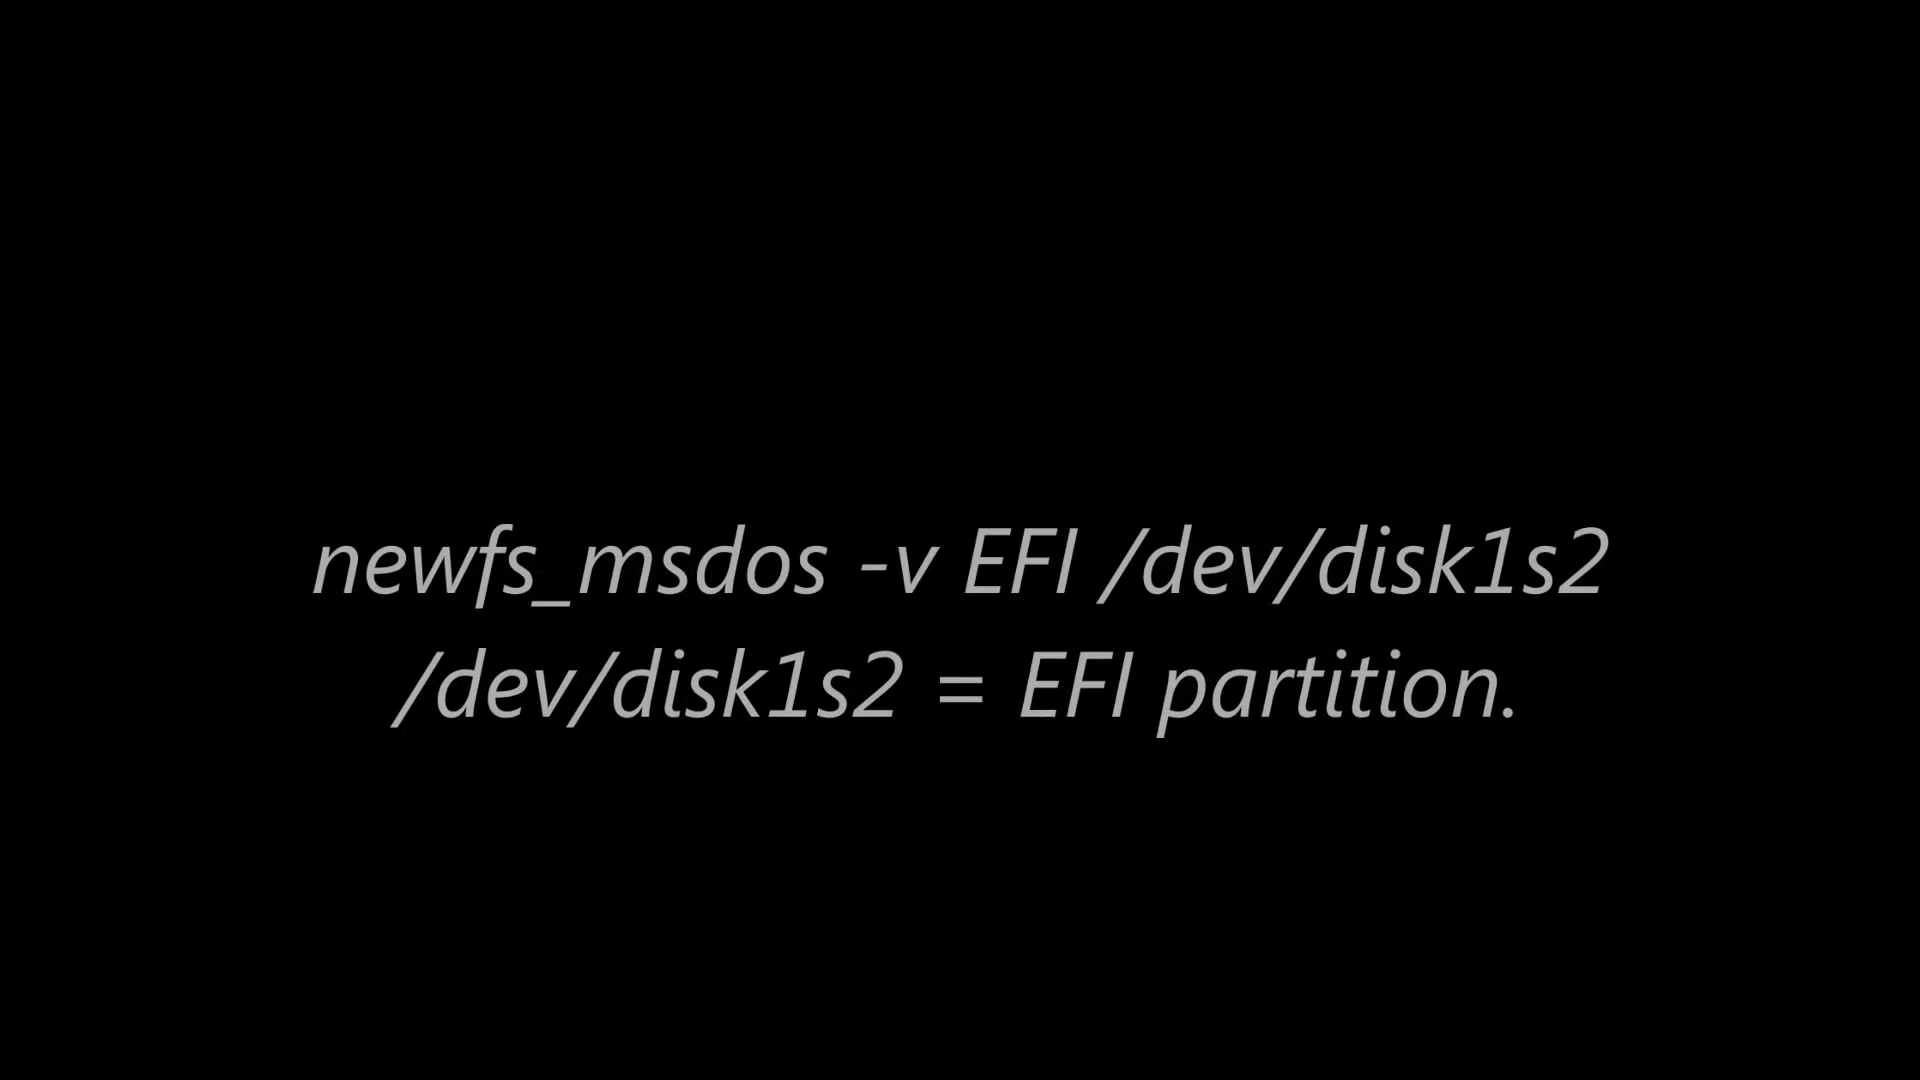 newfs_msdos -v EFI /dev/disk1s2
/dev/disk1s2 = EFI partition.